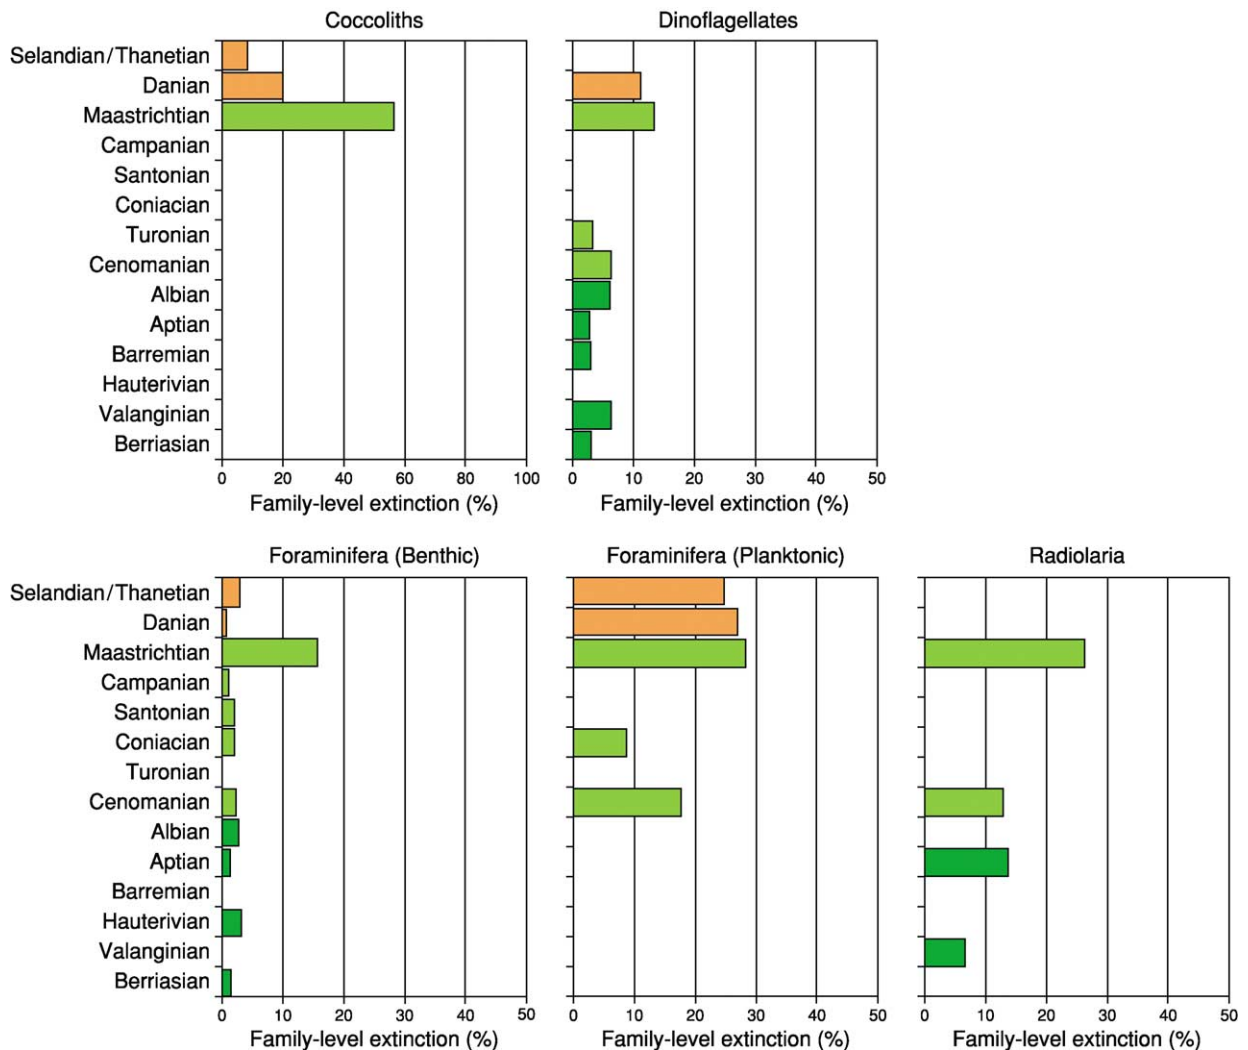 Coccoliths
Dinoflagellates
Selandian/Thanetian
Danian
Maastrichtian
Campanian
Santonian
Coniacian
Turonian
Cenomanian
Albian
Aptian
Barremian
Hauterivian
Valanginian
Berriasian
0 20 40 60 80 100
0 10 20 30 40 50
Family-level extinction (%)
Family-level extinction (%)
Foraminifera (Benthic)
Foraminifera (Planktonic)
Radiolaria
Selandian/Thanetian
Danian
Maastrichtian
Campanian
Santonian
Coniacian
Turonian
Cenomanian
Albian
Aptian
Barremian
Hauterivian
Valanginian
Berriasian
0 10 20 30 40 50
0 10 20 30 40 50
0 10 20 30 40 50
Family-level extinction (%)
Family-level extinction (%)
Family-level extinction (%)